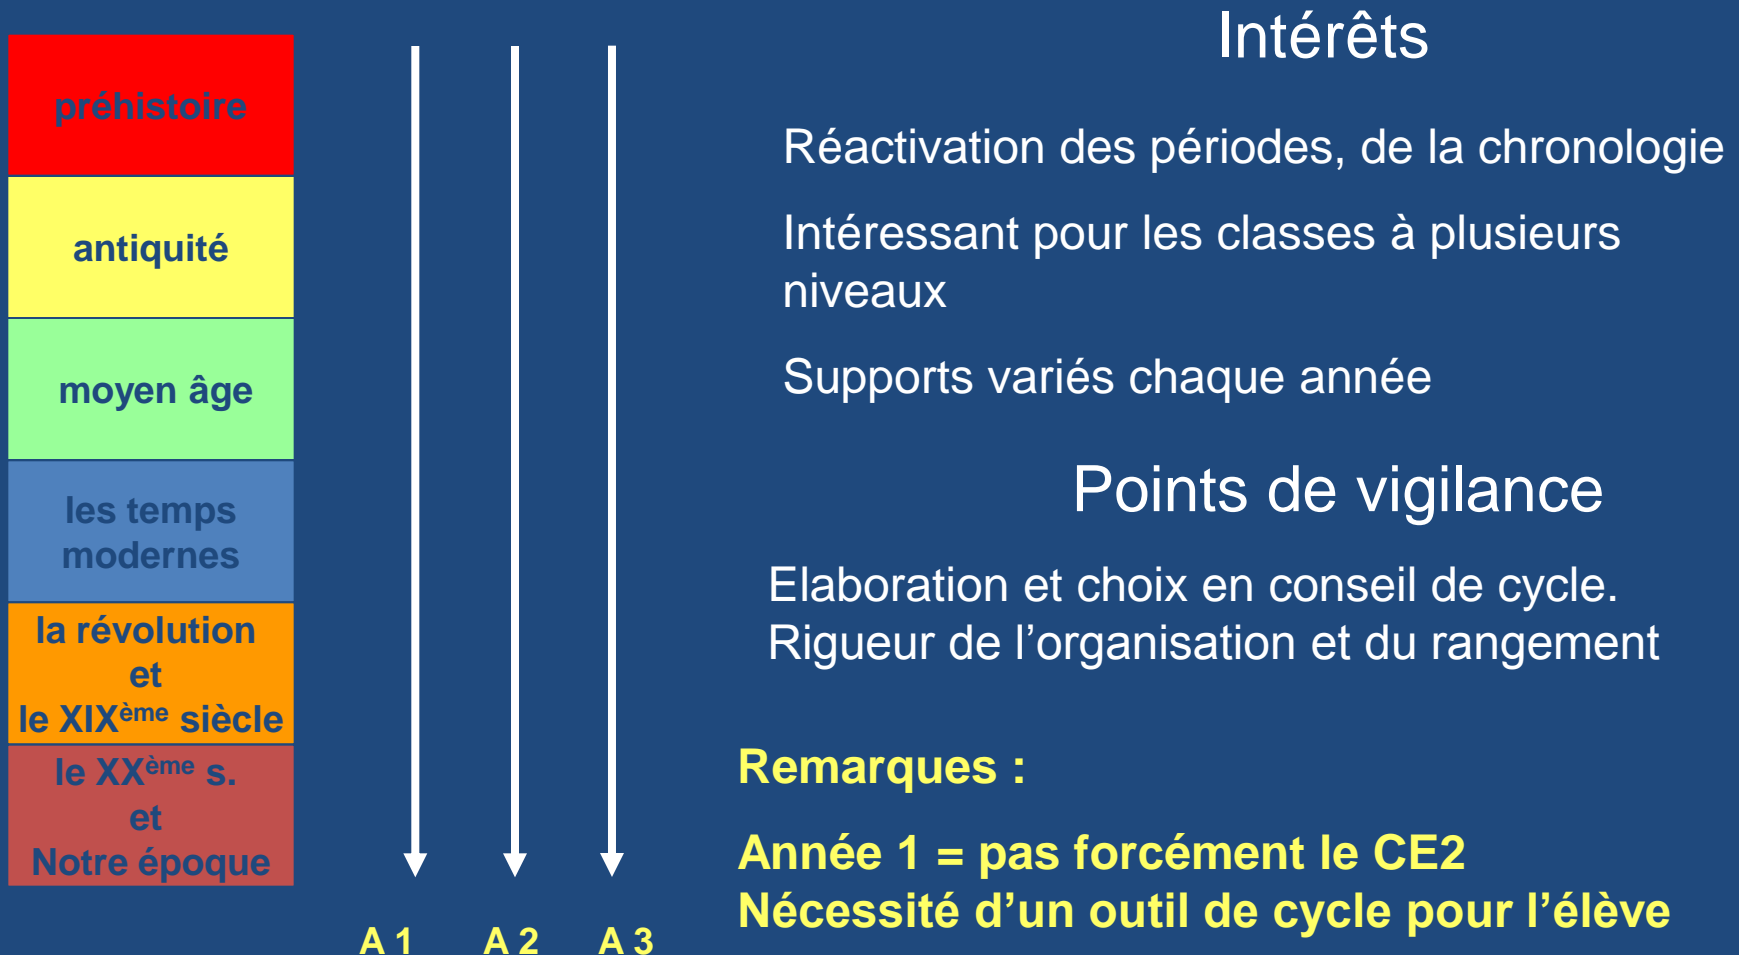 préhistoire
antiquité
moyen âge
les temps
modernes
la révolution
et
le XIXème siècle
le XXème s.
et
Notre époque
A 1
A 2
A 3
Intérêts
Réactivation des périodes, de la chronologie
Intéressant pour les classes à plusieurs
niveaux
Supports variés chaque année
Points de vigilance
Elaboration et choix en conseil de cycle.
Rigueur de l’organisation et du rangement
Remarques :
Année 1 = pas forcément le CE2
Nécessité d’un outil de cycle pour l’élève